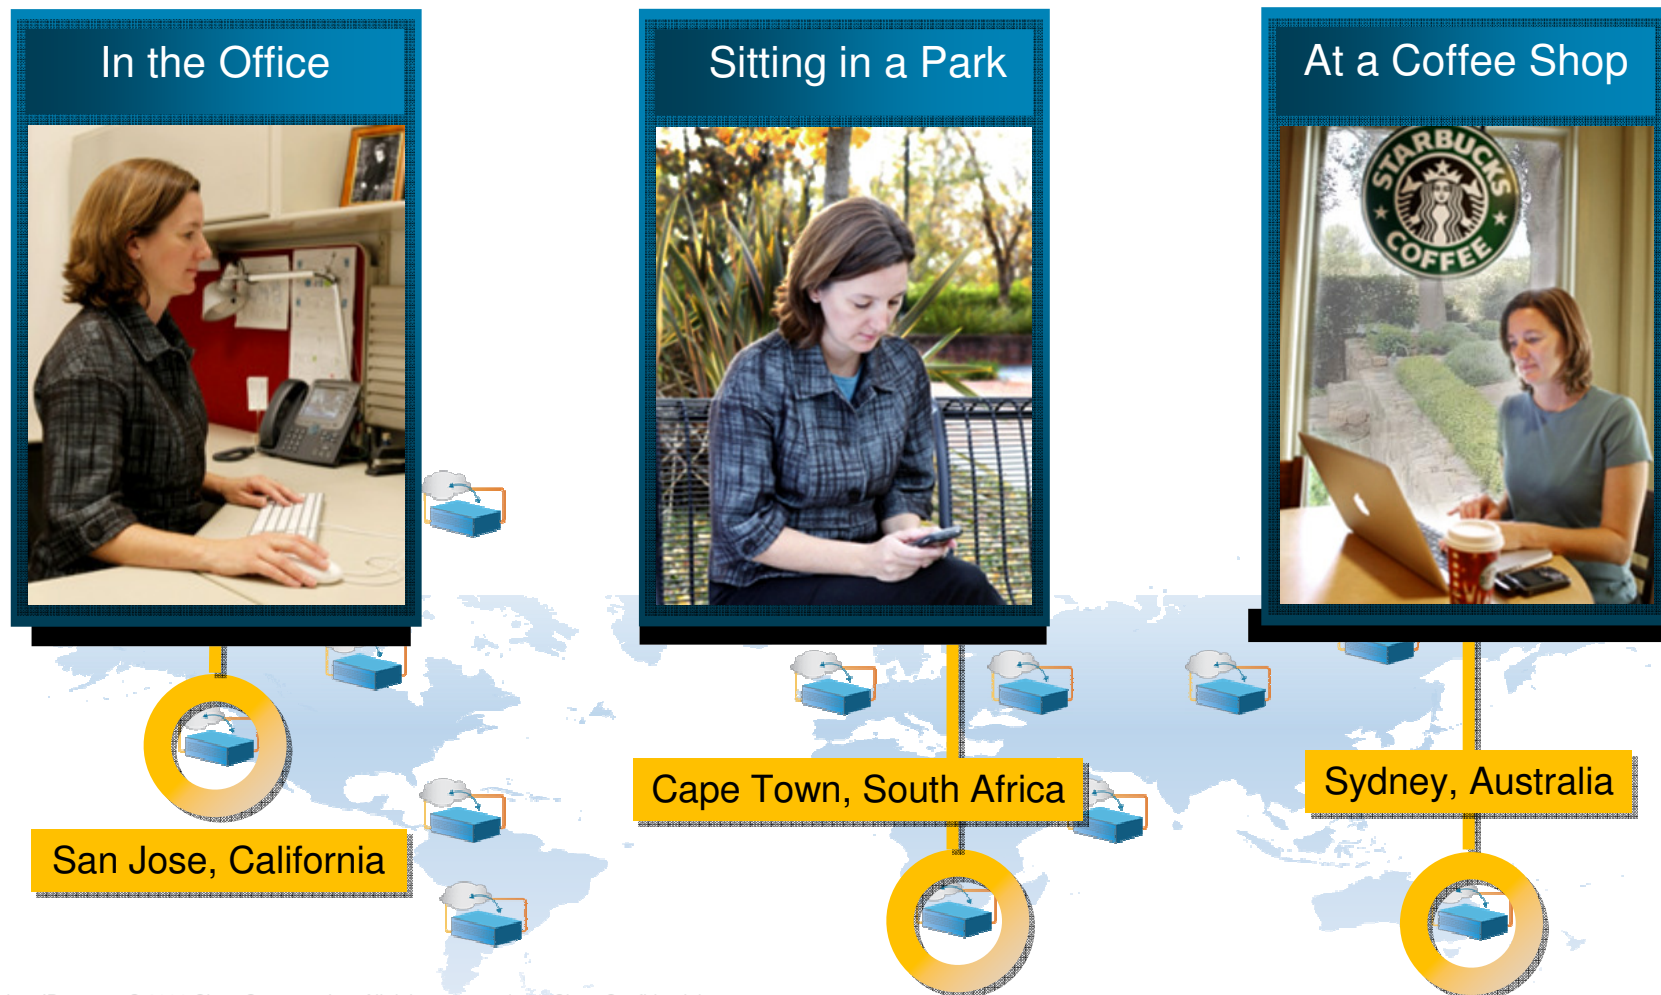 In the Office
Sitting in a Park
At a Coffee Shop
STARBUCKS
COFFEE
Cape Town, South Africa
Sydney, Australia
San Jose, California